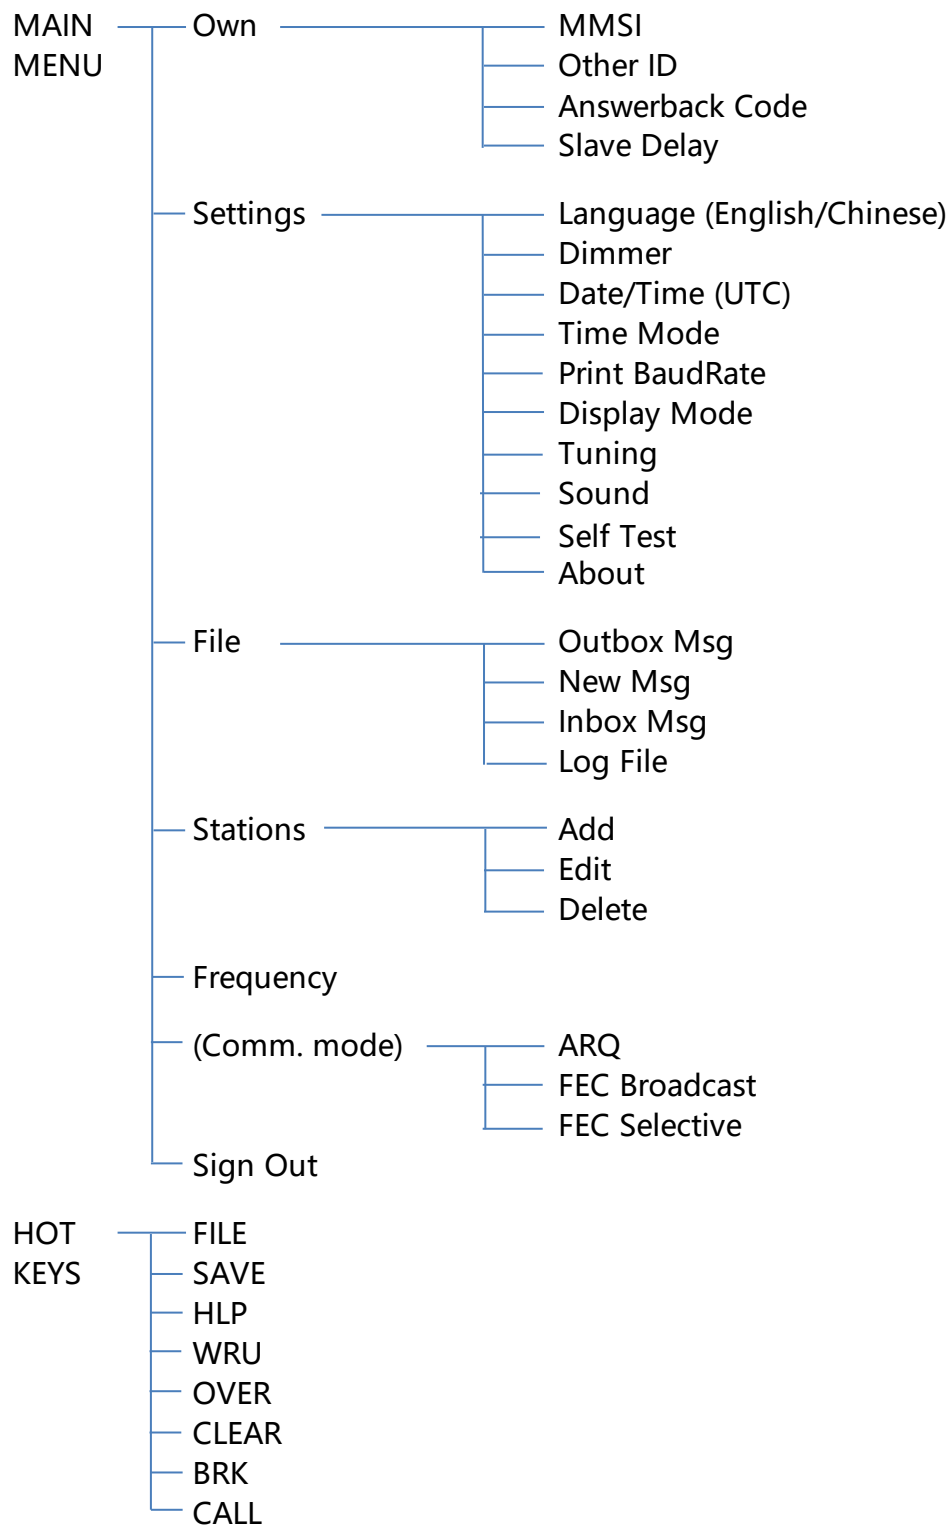 MAIN MENU
Own
MMSI
Other ID
Answerback Code
Slave Delay
Settings
Language (English/Chinese)
Dimmer
Date/Time (UTC)
Time Mode
Print BaudRate
Display Mode
Tuning
Sound
Self Test
About
File
Outbox Msg
New Msg
Inbox Msg
Log File
Stations
Add
Edit
Delete
Frequency
(Comm. mode)
ARQ
FEC Broadcast
FEC Selective
Sign Out
HOT KEYS
FILE
SAVE
HLP
WRU
OVER
CLEAR
BRK
CALL